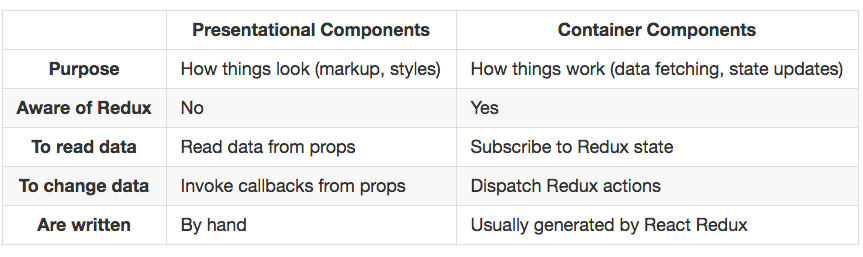 Presentational Components Container Components
Purpose How things look (markup, styles) How things work (data fetching, state updates)
Aware of Redux No Yes
To read data Read data from props Subscribe to Redux state
To change data Invoke callbacks from props Dispatch Redux actions
Are written By hand Usually generated by React Redux